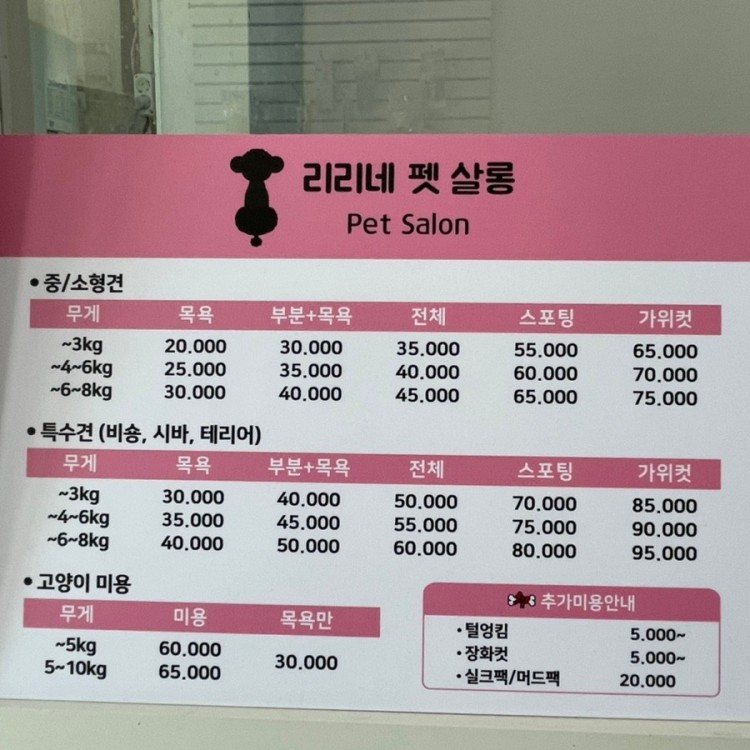 리리네 펫 살롱
Pet Salon
• 중/소형견
무게 목욕 부분+목욕 전체 스포팅 가위컷
~3kg 20.000 30.000 35.000 55.000 65.000
~4~6kg 25.000 35.000 40.000 60.000 70.000
~6~8kg 30.000 40.000 45.000 65.000 75.000
• 특수견 (비숑, 시바, 테리어)
무게 목욕 부분+목욕 전체 스포팅 가위컷
~3kg 30.000 40.000 50.000 70.000 85.000
~4~6kg 35.000 45.000 55.000 75.000 90.000
~6~8kg 40.000 50.000 60.000 80.000 95.000
• 고양이 미용
무게 미용 목욕만
~5kg 60.000
5~10kg 65.000
30.000
추가미용안내
• 털엉킴 5.000~
• 장화컷 5.000~
• 실크팩/머드팩 20.000